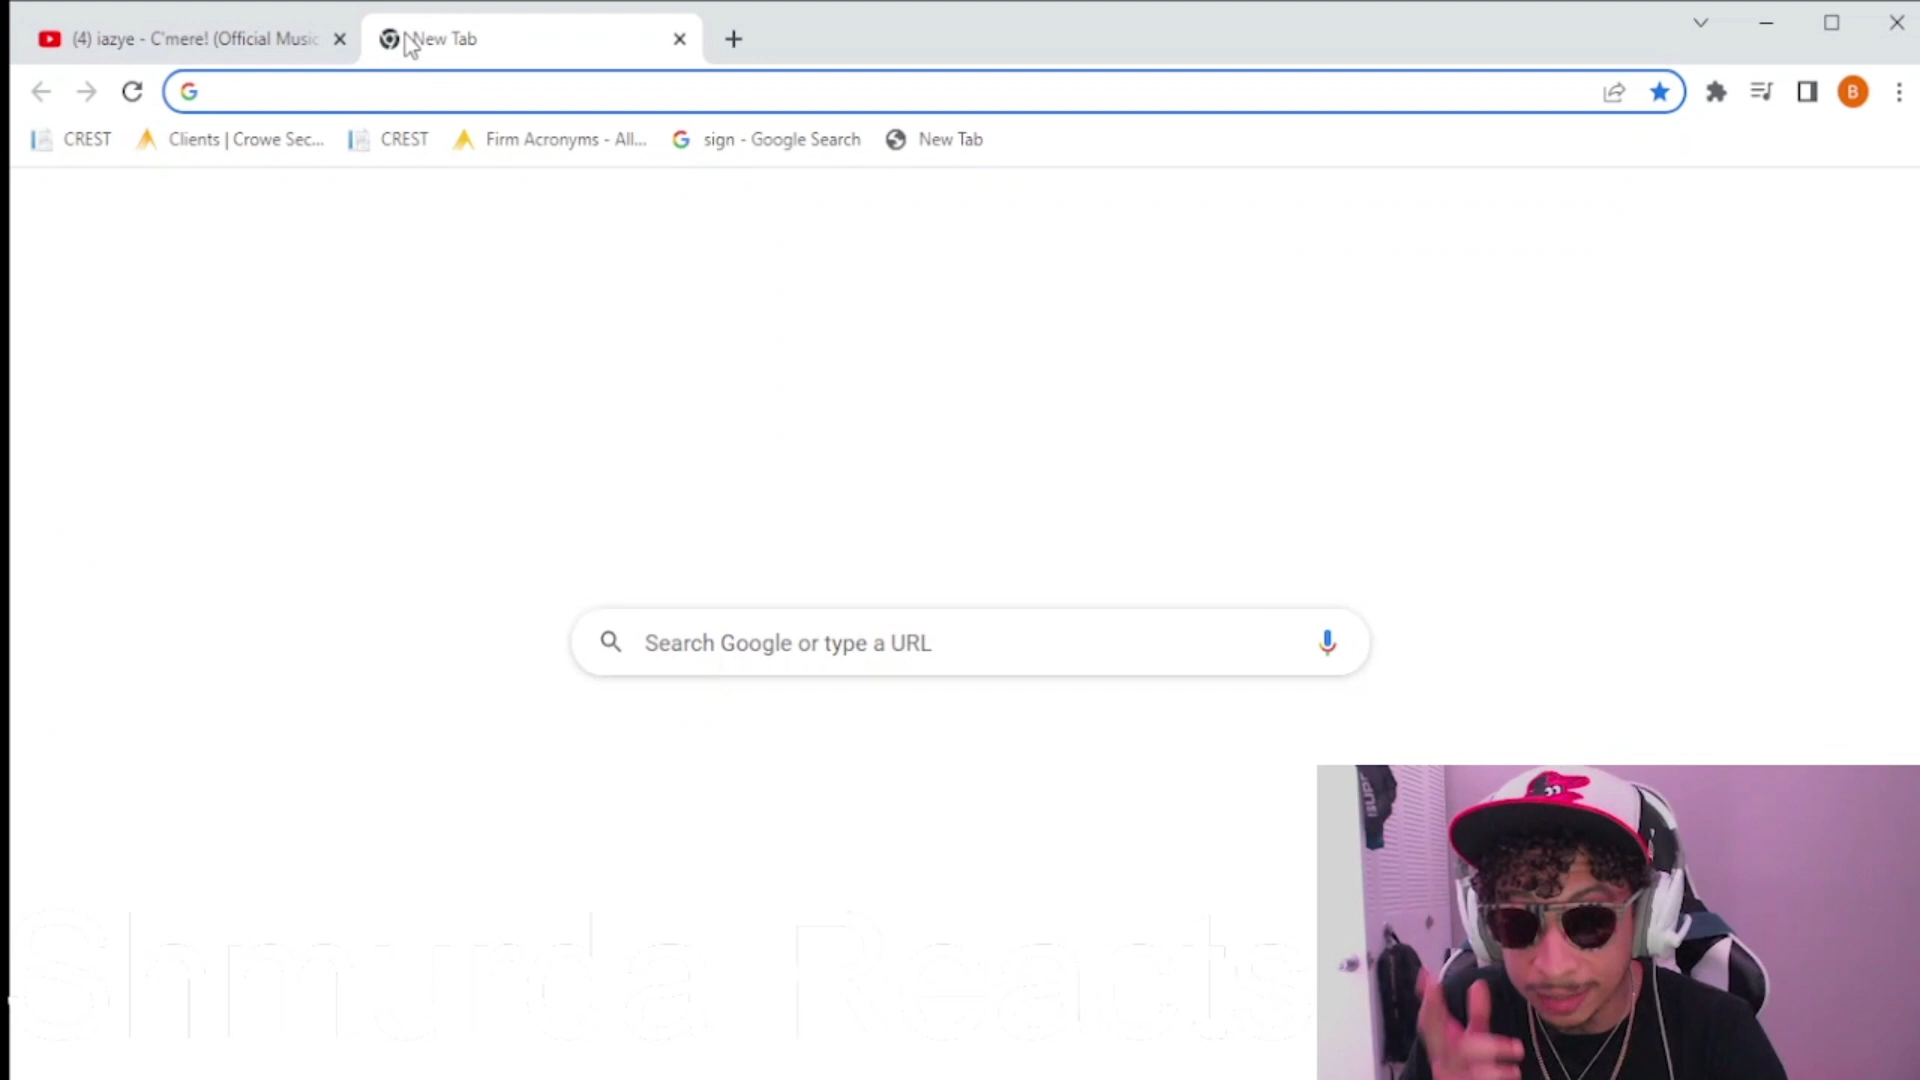 (4) iazye - C'mere! (Official Music
New Tab
CREST
Clients | Crowe Sec...
CREST
Firm Acronyms - All...
sign - Google Search
New Tab
B
Search Google or type a URL
Shmurda Reacts